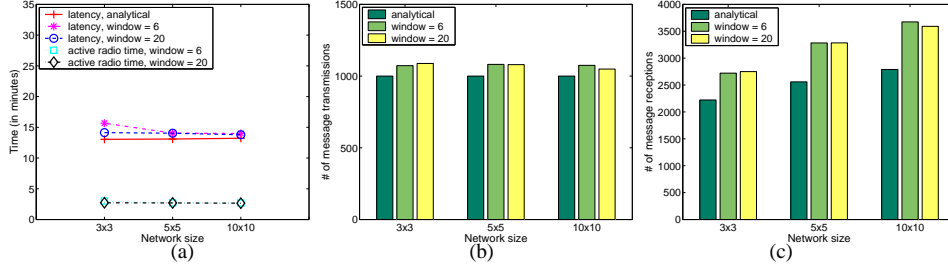 35
30
25
20
15
10
5
0
Time (in minutes)
latency, analytical
latency, window = 6
latency, window = 20
active radio time, window = 6
active radio time, window = 20
3x3
5x5
10x10
Network size
(a)
1500
1000
500
0
# of message transmissions
analytical
window = 6
window = 20
3x3
5x5
10x10
Network size
(b)
4000
3500
3000
2500
2000
1500
1000
500
0
# of message receptions
analytical
window = 6
window = 20
3x3
5x5
10x10
Network size
(c)